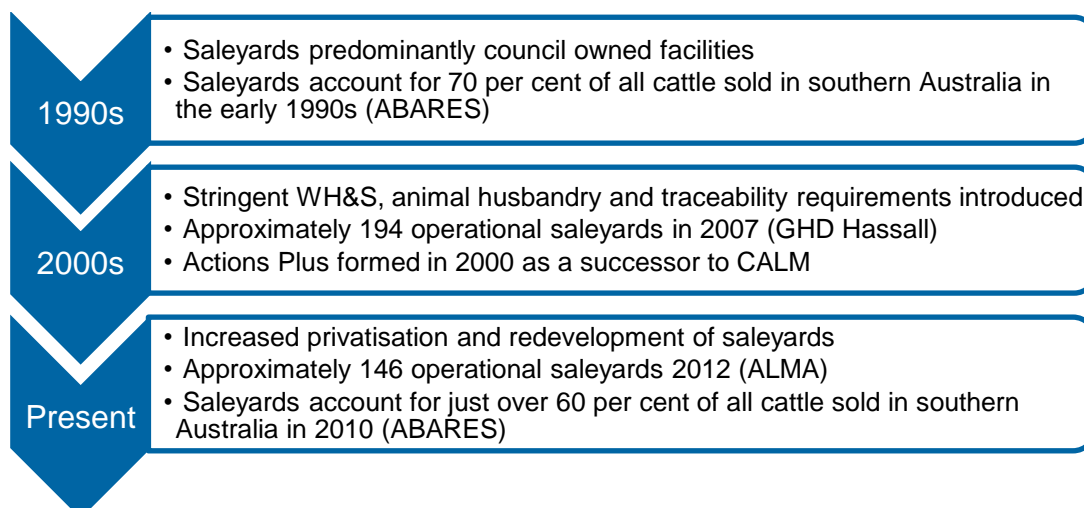 1990s
• Saleyards predominantly council owned facilities
• Saleyards account for 70 per cent of all cattle sold in southern Australia in
the early 1990s (ABARES)
2000s
• Stringent WH&S, animal husbandry and traceability requirements introduced
• Approximately 194 operational saleyards in 2007 (GHD Hassall)
• Actions Plus formed in 2000 as a successor to CALM
Present
• Increased privatisation and redevelopment of saleyards
• Approximately 146 operational saleyards 2012 (ALMA)
• Saleyards account for just over 60 per cent of all cattle sold in southern
Australia in 2010 (ABARES)